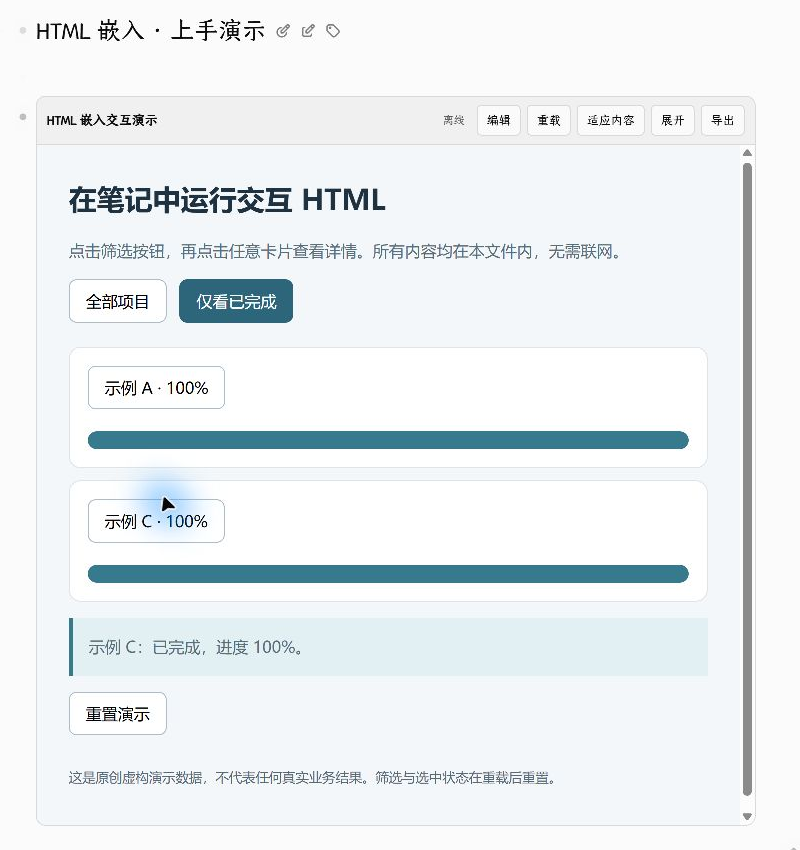 HTML 嵌入 · 上手演示
HTML 嵌入交互演示 离线 编辑 重载 适应内容 展开 导出
在笔记中运行交互 HTML
点击筛选按钮，再点击任意卡片查看详情。所有内容均在本文件内，无需联网。
全部项目 仅看已完成
示例 A · 100%
示例 C · 100%
示例 C：已完成，进度 100%。
重置演示
这是原创虚构演示数据，不代表任何真实业务结果。筛选与选中状态在重载后重置。